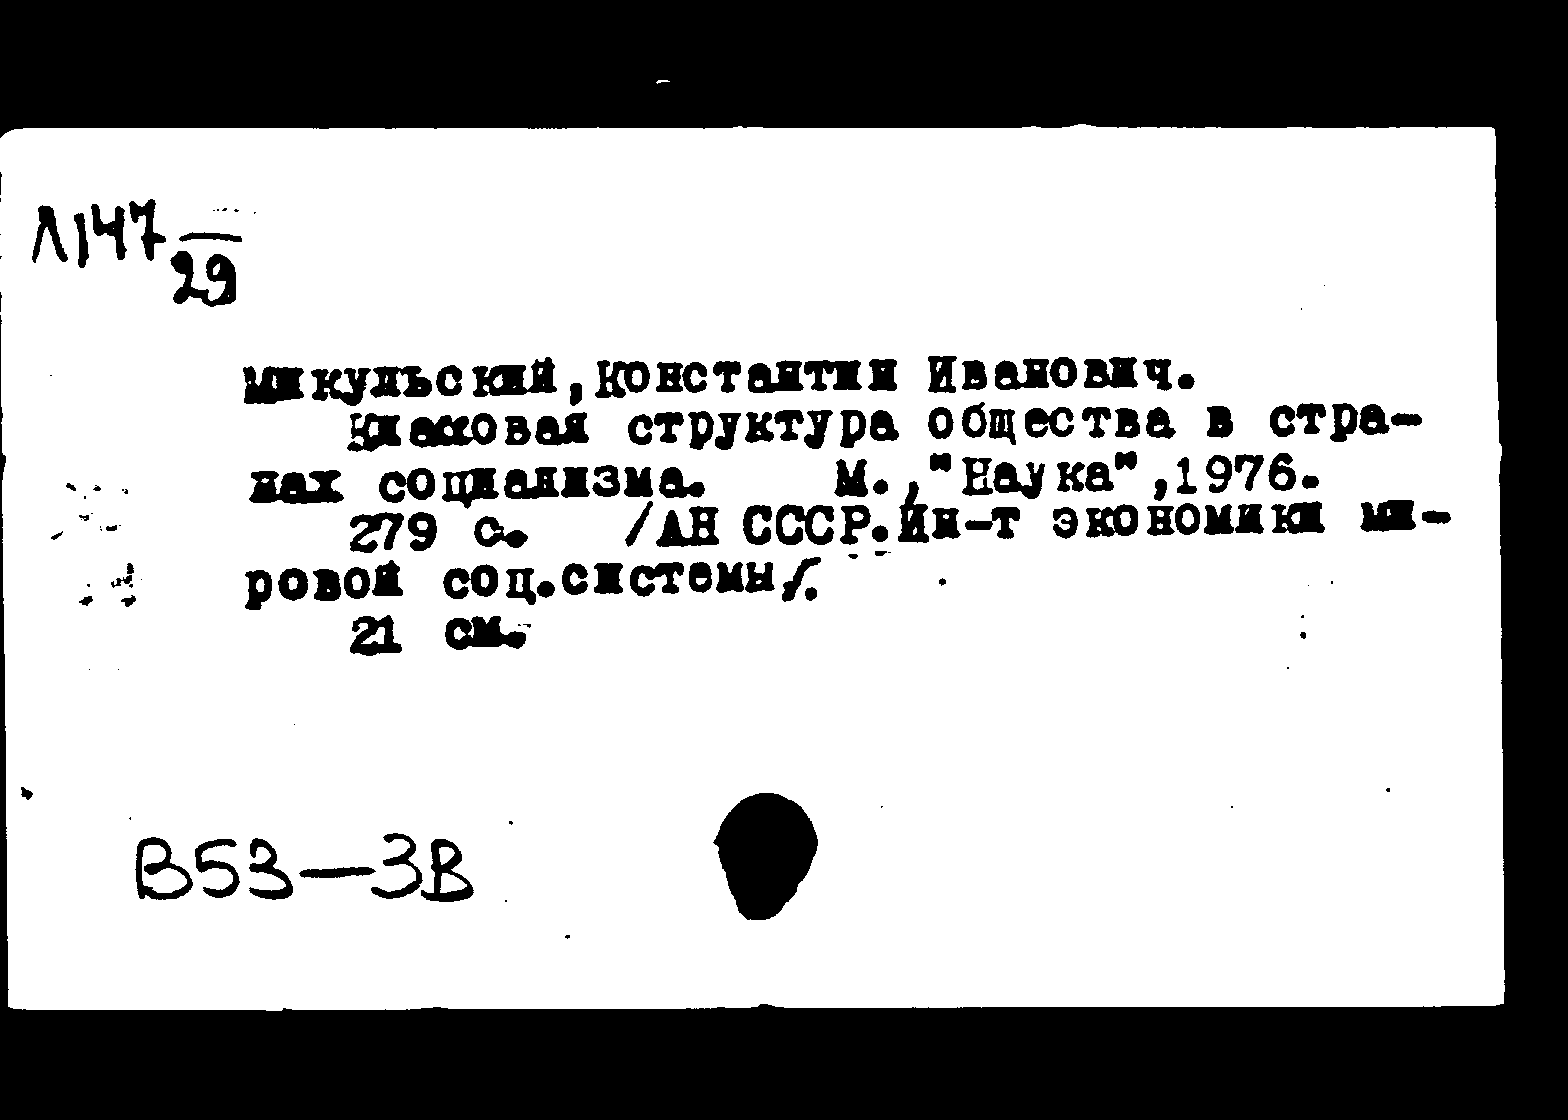 Л147
29
Микульский, Константин Иванович.
Классовая структура общества в стра-
нах социализма. М., "Наука", 1976.
279 с. /АН СССР. Ин-т экономики ми-
ровой соц. системы/.
21 см.
В53—3В